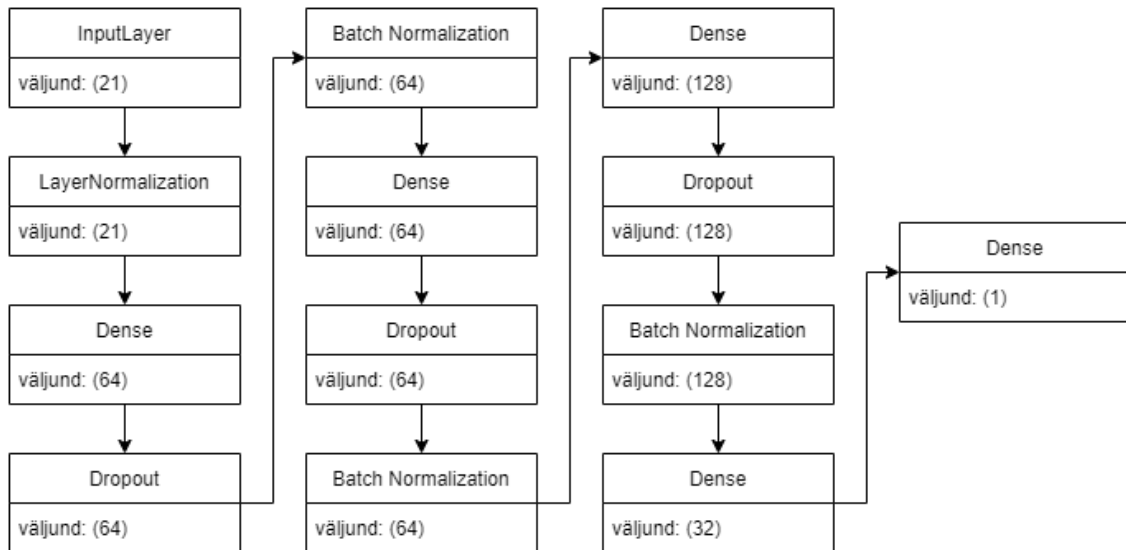 InputLayer
väljund: (21)
LayerNormalization
väljund: (21)
Dense
väljund: (64)
Dropout
väljund: (64)
Batch Normalization
väljund: (64)
Dense
väljund: (64)
Dropout
väljund: (64)
Batch Normalization
väljund: (64)
Dense
väljund: (128)
Dropout
väljund: (128)
Batch Normalization
väljund: (128)
Dense
väljund: (32)
Dense
väljund: (1)